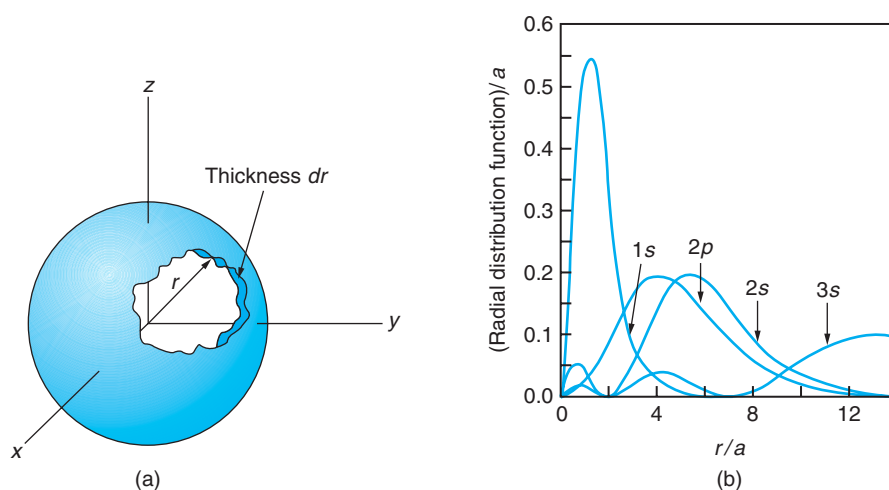 z
Thickness dr
r
y
x
(a)
(Radial distribution function)/a
0.6
0.5
0.4
0.3
0.2
0.1
0.0
1s
2p
2s
3s
0
4
8
12
r/a
(b)